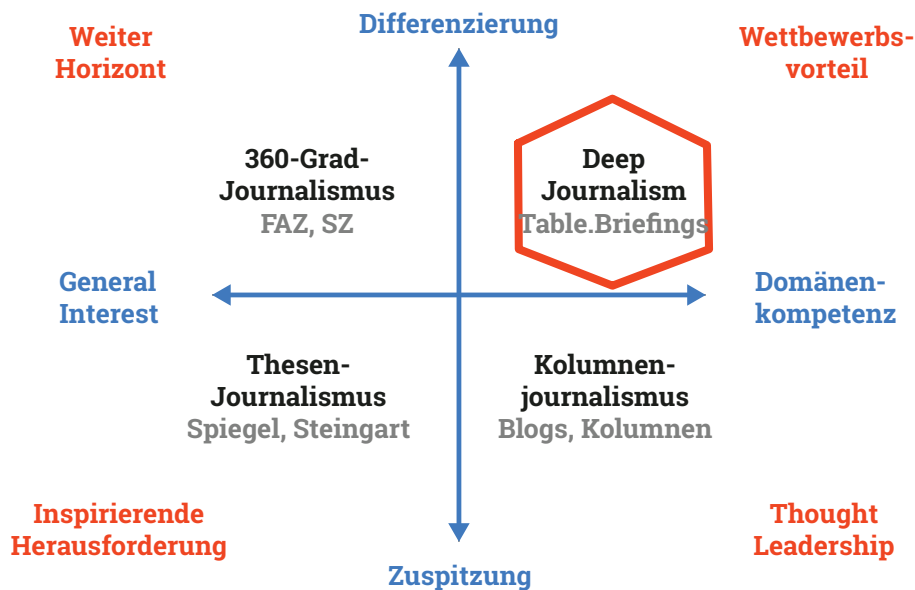 Differenzierung
Weiter
Horizont
Wettbewerbs-
vorteil
360-Grad-
Journalismus
FAZ, SZ
Deep
Journalism
Table.Briefings
General
Interest
Domänen-
kompetenz
Thesen-
Journalismus
Spiegel, Steingart
Kolumnen-
journalismus
Blogs, Kolumnen
Inspirierende
Herausforderung
Thought
Leadership
Zuspitzung